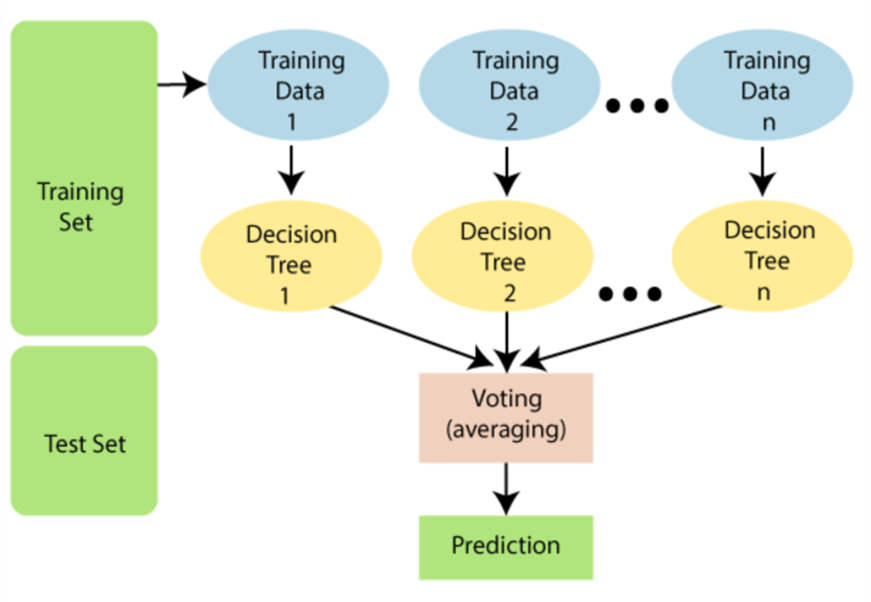 Training
Set
Training
Data
1
Training
Data
2
Training
Data
n
Decision
Tree
1
Decision
Tree
2
Decision
Tree
n
Test Set
Voting
(averaging)
Prediction